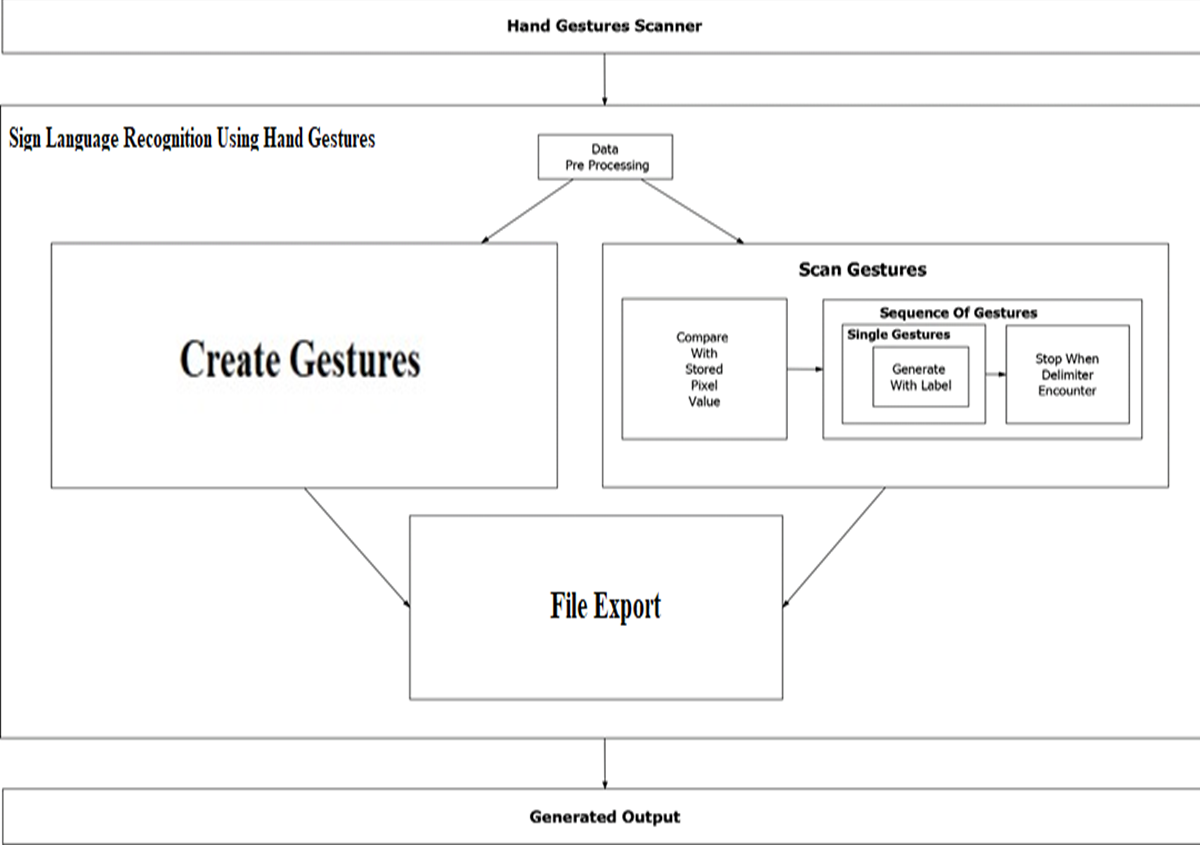 Hand Gestures Scanner
Sign Language Recognition Using Hand Gestures
Data
Pre Processing
Create Gestures
Scan Gestures
Compare
With
Stored
Pixel
Value
Sequence Of Gestures
Single Gestures
Generate
With Label
Stop When
Delimiter
Encounter
File Export
Generated Output